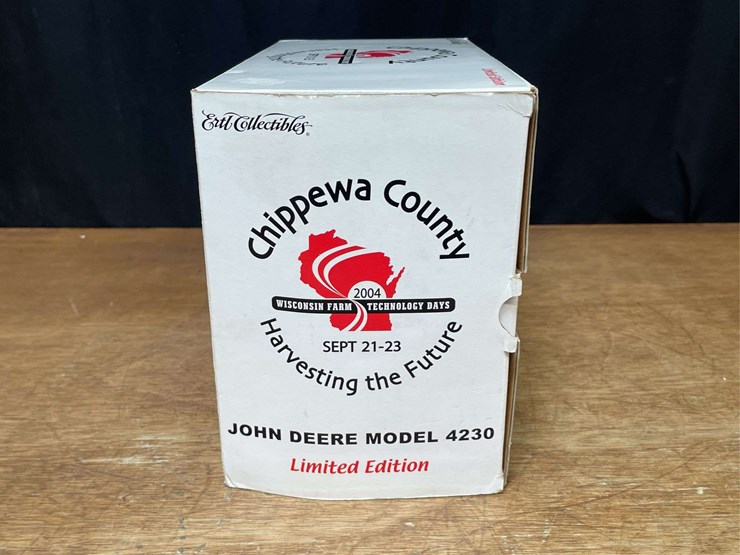 Ertl Collectibles®
Chippewa County
2004
WISCONSIN FARM TECHNOLOGY DAYS
SEPT 21-23
Harvesting the Future
JOHN DEERE MODEL 4230
Limited Edition